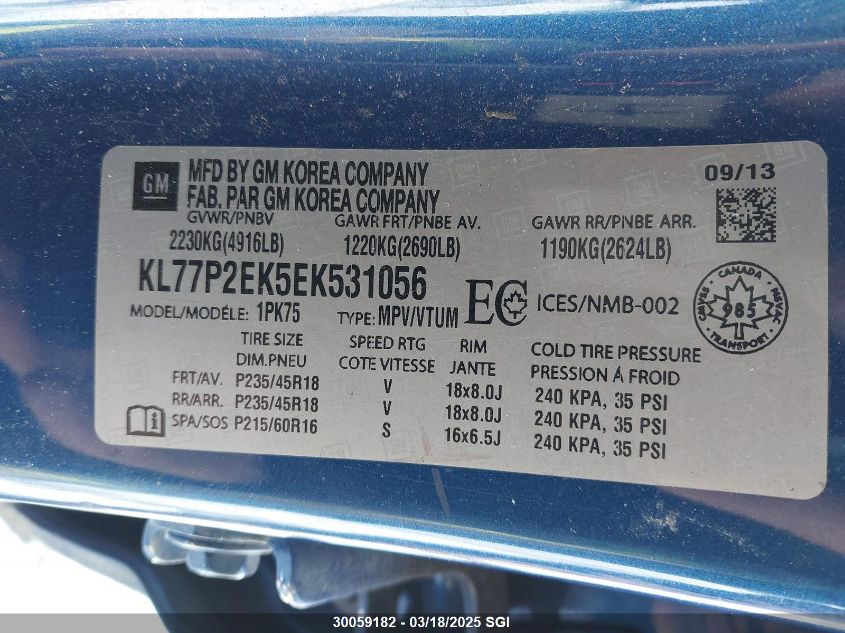 GM MFD BY GM KOREA COMPANY 09/13
FAB. PAR GM KOREA COMPANY
GVWR/PNBV GAWR FRT/PNBE AV. GAWR RR/PNBE ARR.
2230KG(4916LB) 1220KG(2690LB) 1190KG(2624LB)
KL77P2EK5EK531056 EC ICES/NMB-002
MODEL/MODÉLE: 1PK75 TYPE: MPV/VTUM
CANADA
985
TRANSPORT
TIRE SIZE SPEED RTG RIM COLD TIRE PRESSURE
DIM.PNEU COTE VITESSE JANTE PRESSION Á FROID
FRT/AV. P235/45R18 V 18x8.0J 240 KPA, 35 PSI
RR/ARR. P235/45R18 V 18x8.0J 240 KPA, 35 PSI
SPA/SOS P215/60R16 S 16x6.5J 240 KPA, 35 PSI
30059182 - 03/18/2025 SGI